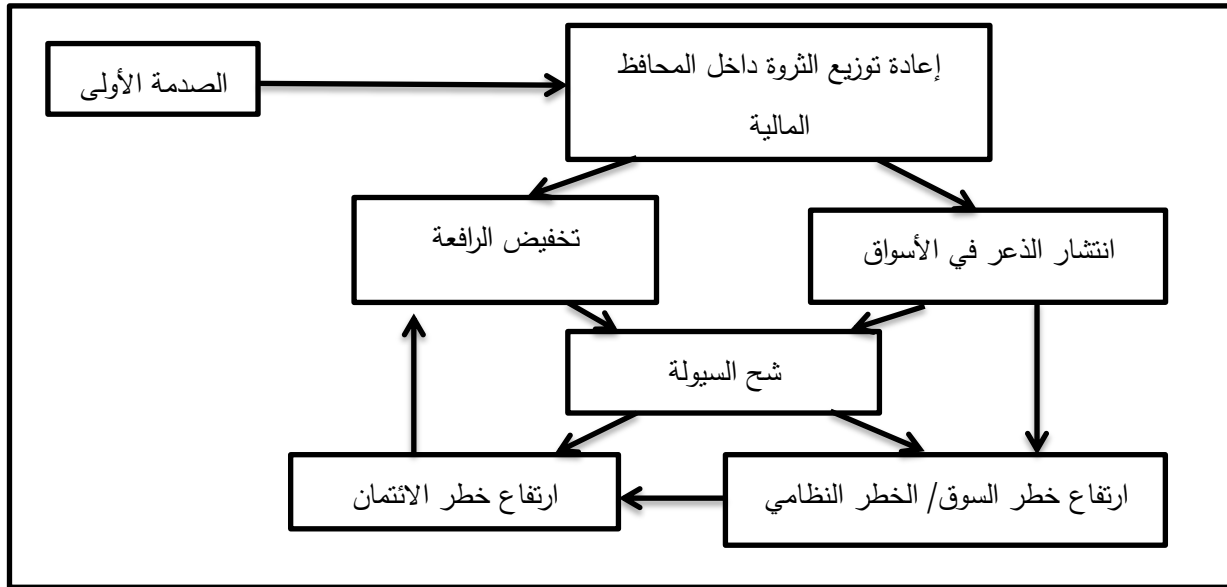 إعادة توزيع الثروة داخل المحافظ
المالية
الصدمة الأولى
تخفيض الرافعة
انتشار الذعر في الأسواق
شح السيولة
ارتفاع خطر السوق/ الخطر النظامي
ارتفاع خطر الائتمان